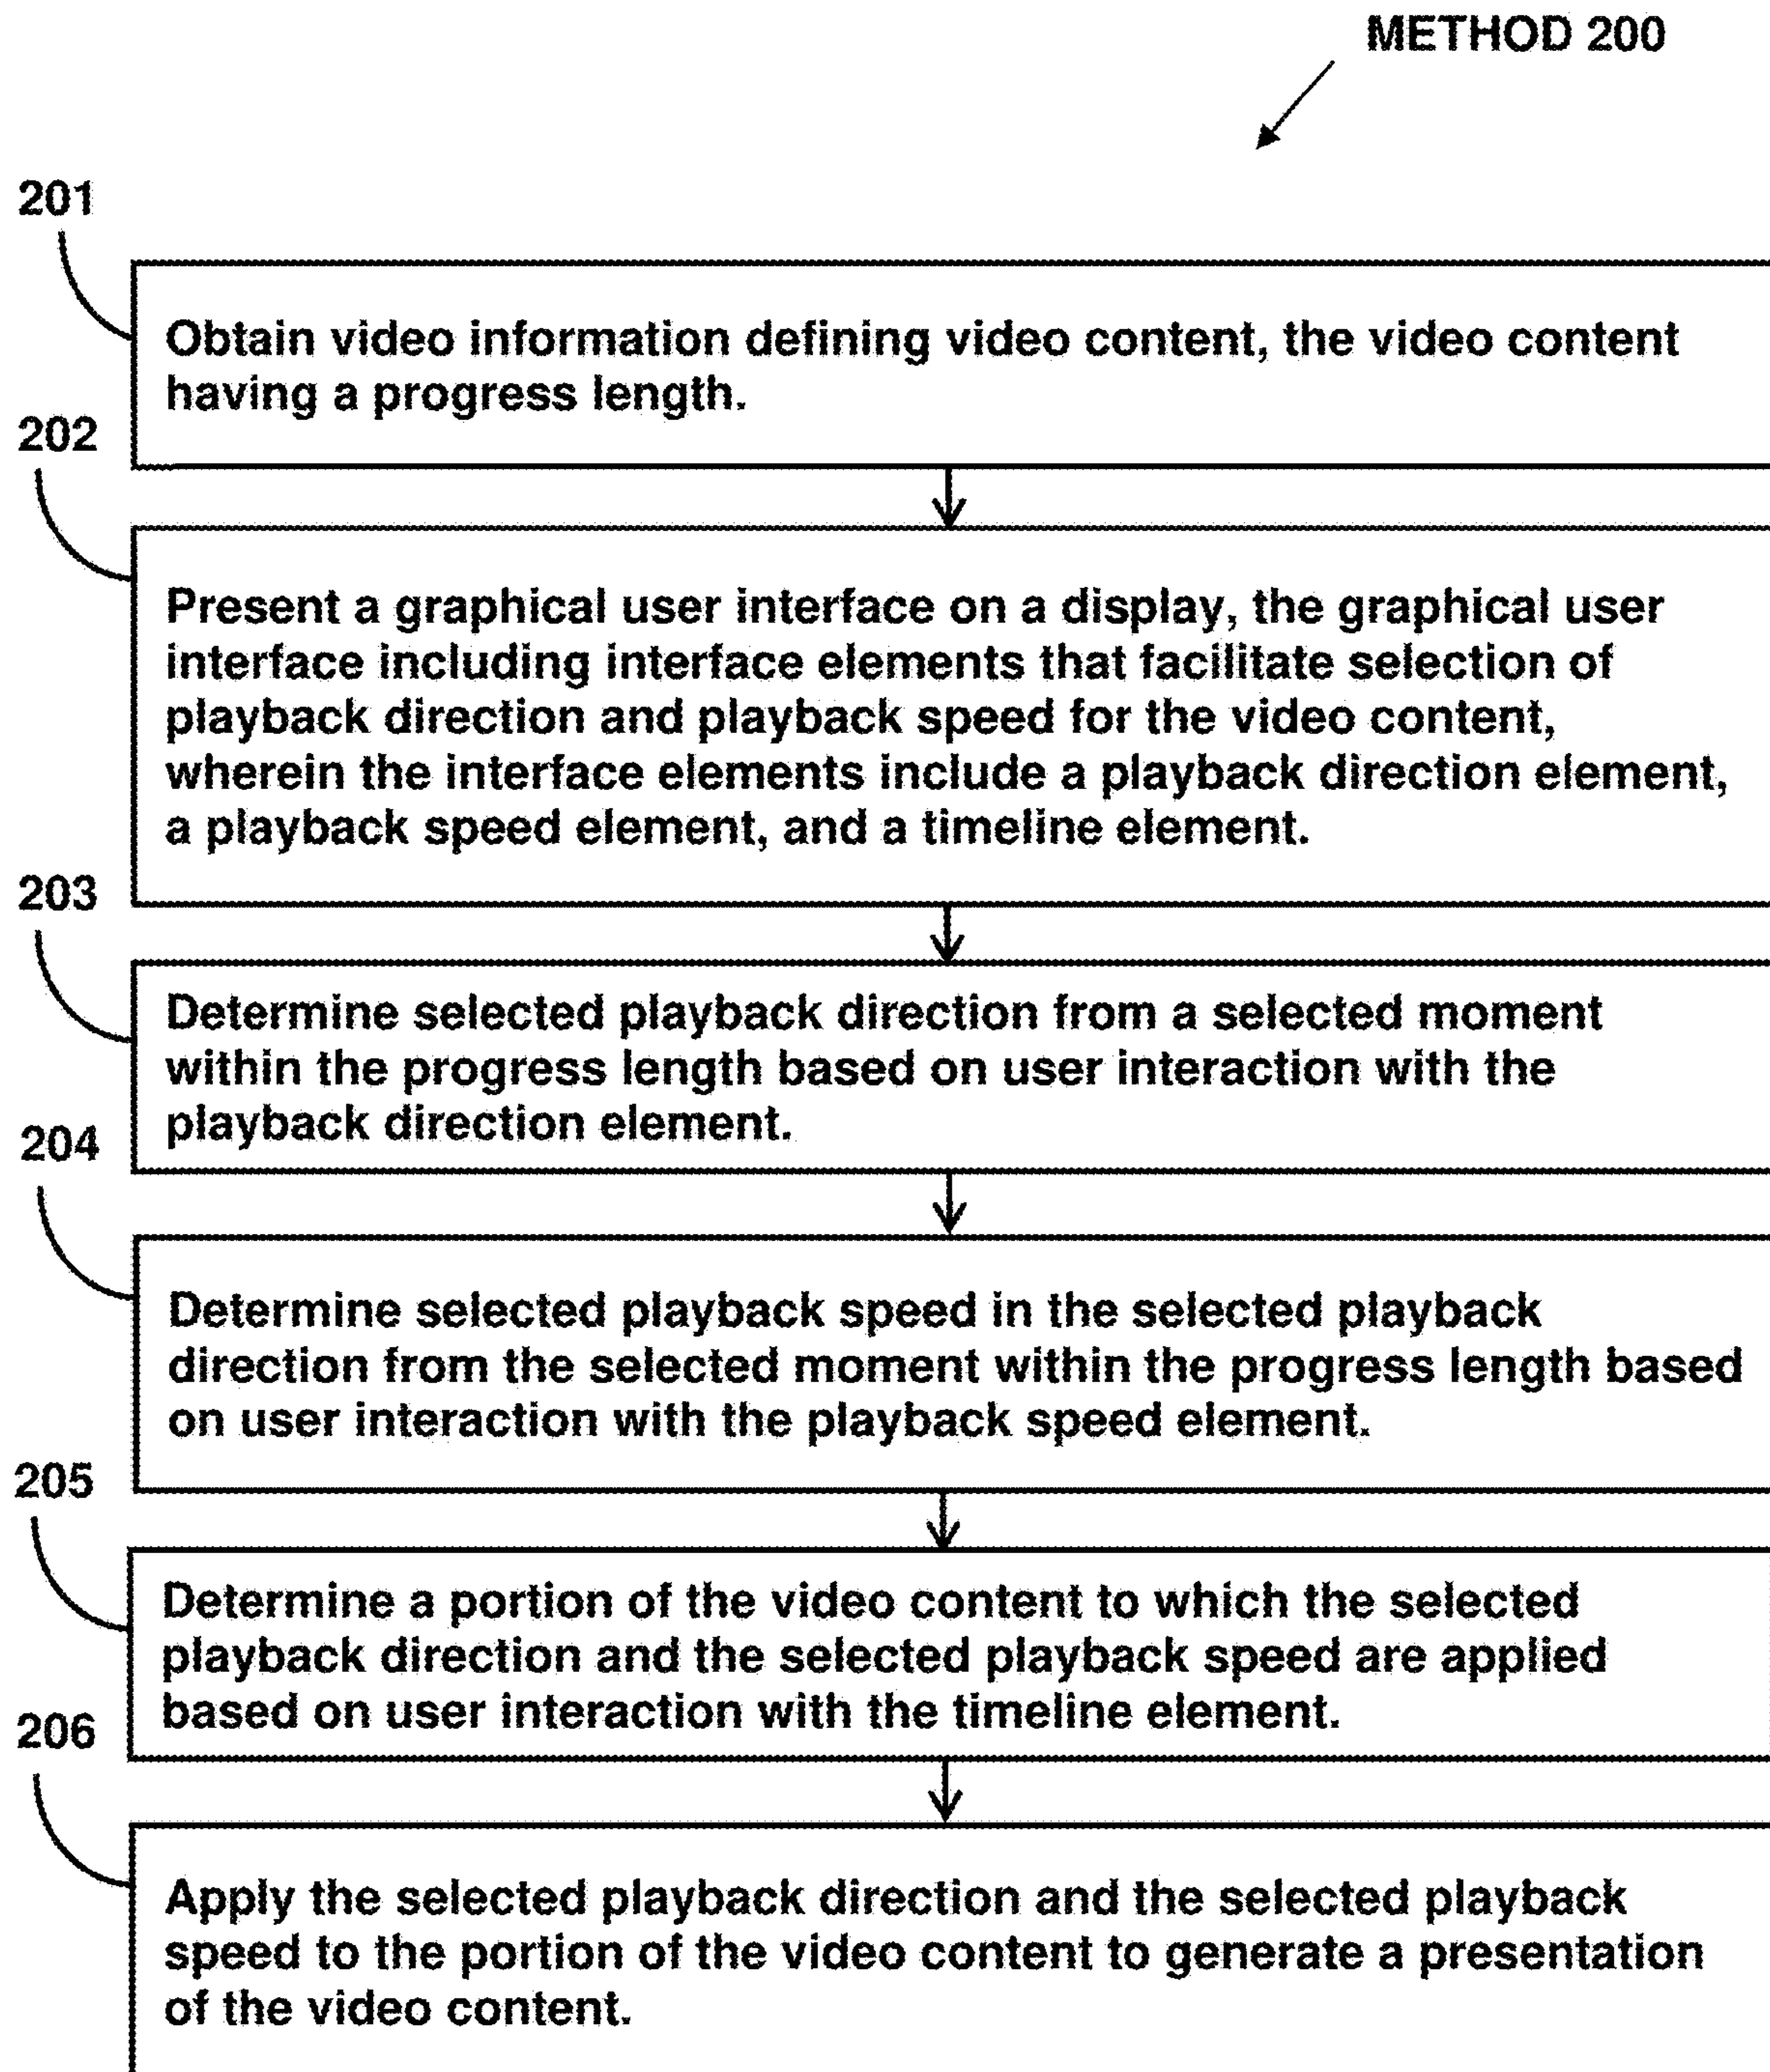 METHOD 200
201
Obtain video information defining video content, the video content
having a progress length.
202
Present a graphical user interface on a display, the graphical user
interface including interface elements that facilitate selection of
playback direction and playback speed for the video content,
wherein the interface elements include a playback direction element,
a playback speed element, and a timeline element.
203
Determine selected playback direction from a selected moment
within the progress length based on user interaction with the
playback direction element.
204
Determine selected playback speed in the selected playback
direction from the selected moment within the progress length based
on user interaction with the playback speed element.
205
Determine a portion of the video content to which the selected
playback direction and the selected playback speed are applied
based on user interaction with the timeline element.
206
Apply the selected playback direction and the selected playback
speed to the portion of the video content to generate a presentation
of the video content.